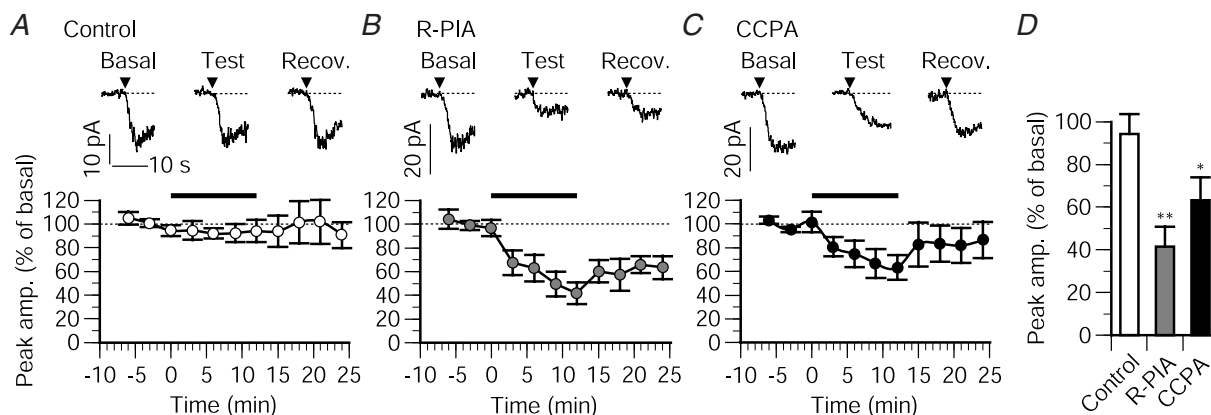 A Control
Basal Test Recov.
10 pA
10 s
Peak amp. (% of basal)
120
100
80
60
40
20
0
-10 -5 0 5 10 15 20 25
Time (min)
B R-PIA
Basal Test Recov.
20 pA
120
100
80
60
40
20
0
-10 -5 0 5 10 15 20 25
Time (min)
C CCPA
Basal Test Recov.
20 pA
120
100
80
60
40
20
0
-10 -5 0 5 10 15 20 25
Time (min)
D
Peak amp. (% of basal)
100
80
60
40
20
0
**
*
Control
R-PIA
CCPA